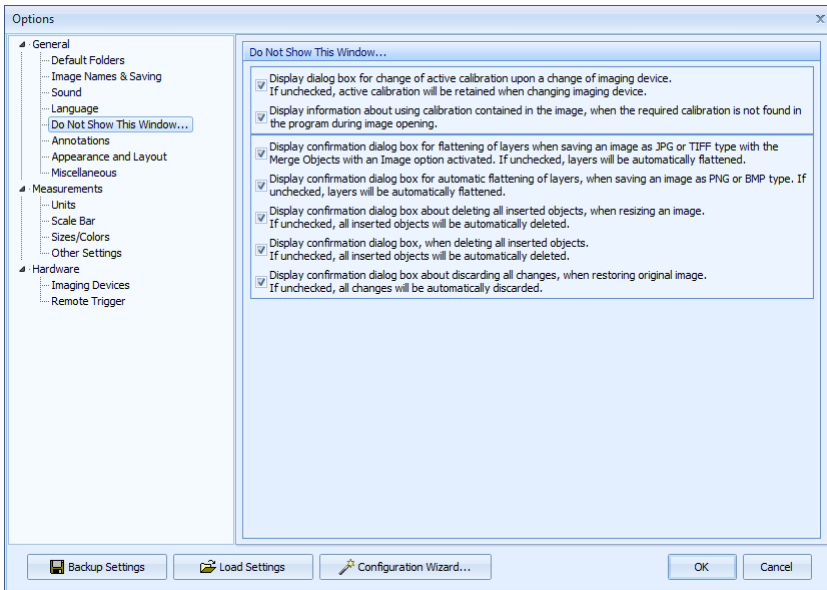 Options
x
General
Default Folders
Image Names & Saving
Sound
Language
Do Not Show This Window...
Annotations
Appearance and Layout
Miscellaneous
Measurements
Units
Scale Bar
Sizes/Colors
Other Settings
Hardware
Imaging Devices
Remote Trigger
Do Not Show This Window...
Display dialog box for change of active calibration upon a change of imaging device.
If unchecked, active calibration will be retained when changing imaging device.
Display information about using calibration contained in the image, when the required calibration is not found in
the program during image opening.
Display confirmation dialog box for flattening of layers when saving an image as JPG or TIFF type with the
Merge Objects with an Image option activated. If unchecked, layers will be automatically flattened.
Display confirmation dialog box for automatic flattening of layers, when saving an image as PNG or BMP type. If
unchecked, layers will be automatically flattened.
Display confirmation dialog box about deleting all inserted objects, when resizing an image.
If unchecked, all inserted objects will be automatically deleted.
Display confirmation dialog box, when deleting all inserted objects.
If unchecked, all inserted objects will be automatically deleted.
Display confirmation dialog box about discarding all changes, when restoring original image.
If unchecked, all changes will be automatically discarded.
Backup Settings
Load Settings
Configuration Wizard...
OK
Cancel